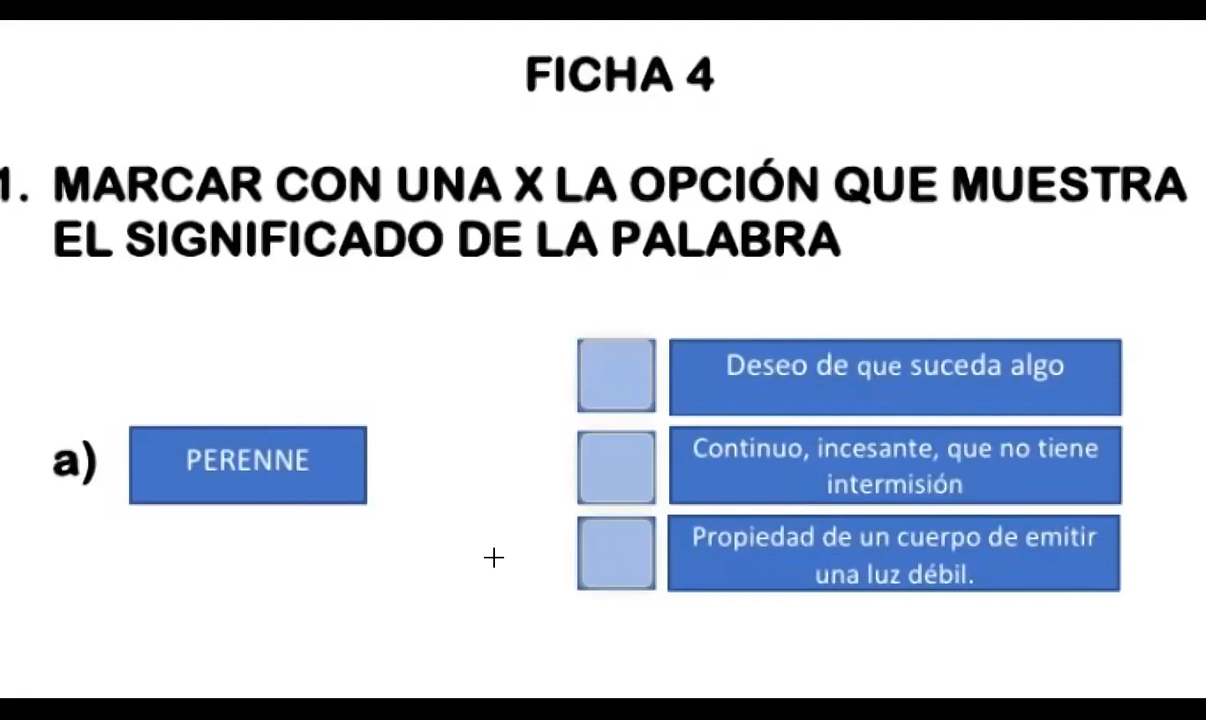 FICHA 4
1. MARCAR CON UNA X LA OPCIÓN QUE MUESTRA
EL SIGNIFICADO DE LA PALABRA
a)
PERENNE
Deseo de que suceda algo
Continuo, incesante, que no tiene
intermisión
Propiedad de un cuerpo de emitir
una luz débil.